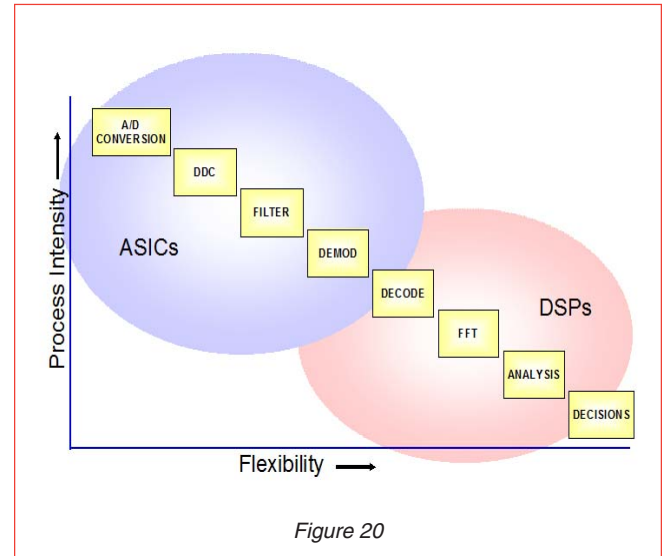 A/D
CONVERSION
DDC
FILTER
DEMOD
DECODE
FFT
ANALYSIS
DECISIONS
ASICs
DSPs
Process Intensity
Flexibility
Figure 20